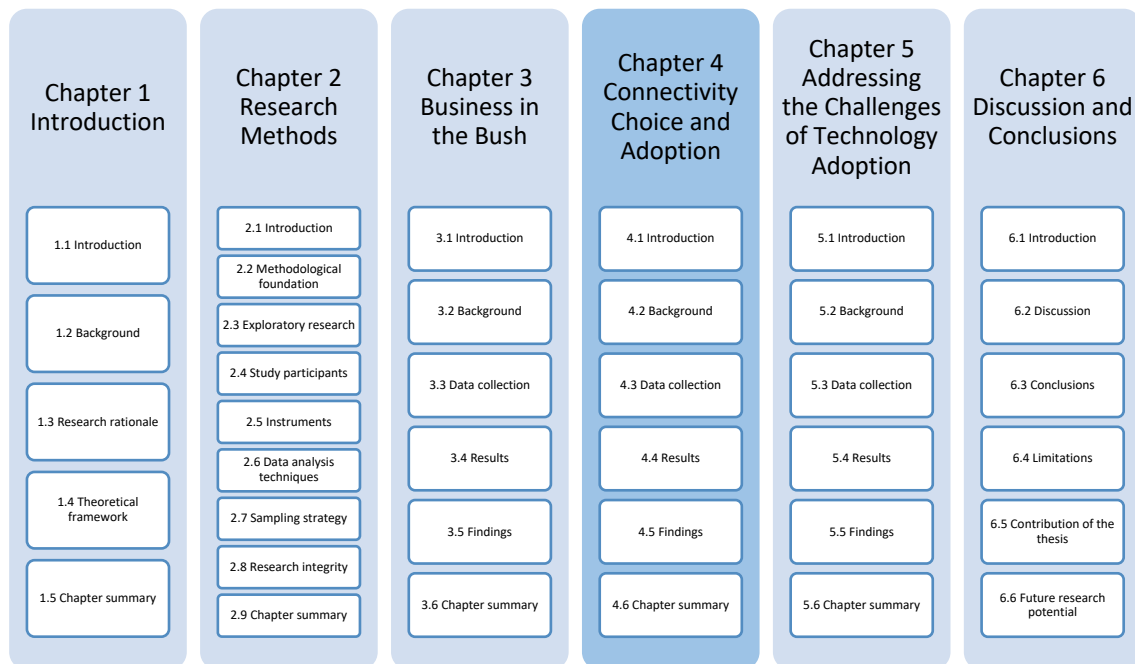 Chapter 1
Introduction
1.1 Introduction
1.2 Background
1.3 Research rationale
1.4 Theoretical
framework
1.5 Chapter summary
Chapter 2
Research
Methods
2.1 Introduction
2.2 Methodological
foundation
2.3 Exploratory research
2.4 Study participants
2.5 Instruments
2.6 Data analysis
techniques
2.7 Sampling strategy
2.8 Research integrity
2.9 Chapter summary
Chapter 3
Business in
the Bush
3.1 Introduction
3.2 Background
3.3 Data collection
3.4 Results
3.5 Findings
3.6 Chapter summary
Chapter 4
Connectivity
Choice and
Adoption
4.1 Introduction
4.2 Background
4.3 Data collection
4.4 Results
4.5 Findings
4.6 Chapter summary
Chapter 5
Addressing
the Challenges
of Technology
Adoption
5.1 Introduction
5.2 Background
5.3 Data collection
5.4 Results
5.5 Findings
5.6 Chapter summary
Chapter 6
Discussion and
Conclusions
6.1 Introduction
6.2 Discussion
6.3 Conclusions
6.4 Limitations
6.5 Contribution of the
thesis
6.6 Future research
potential